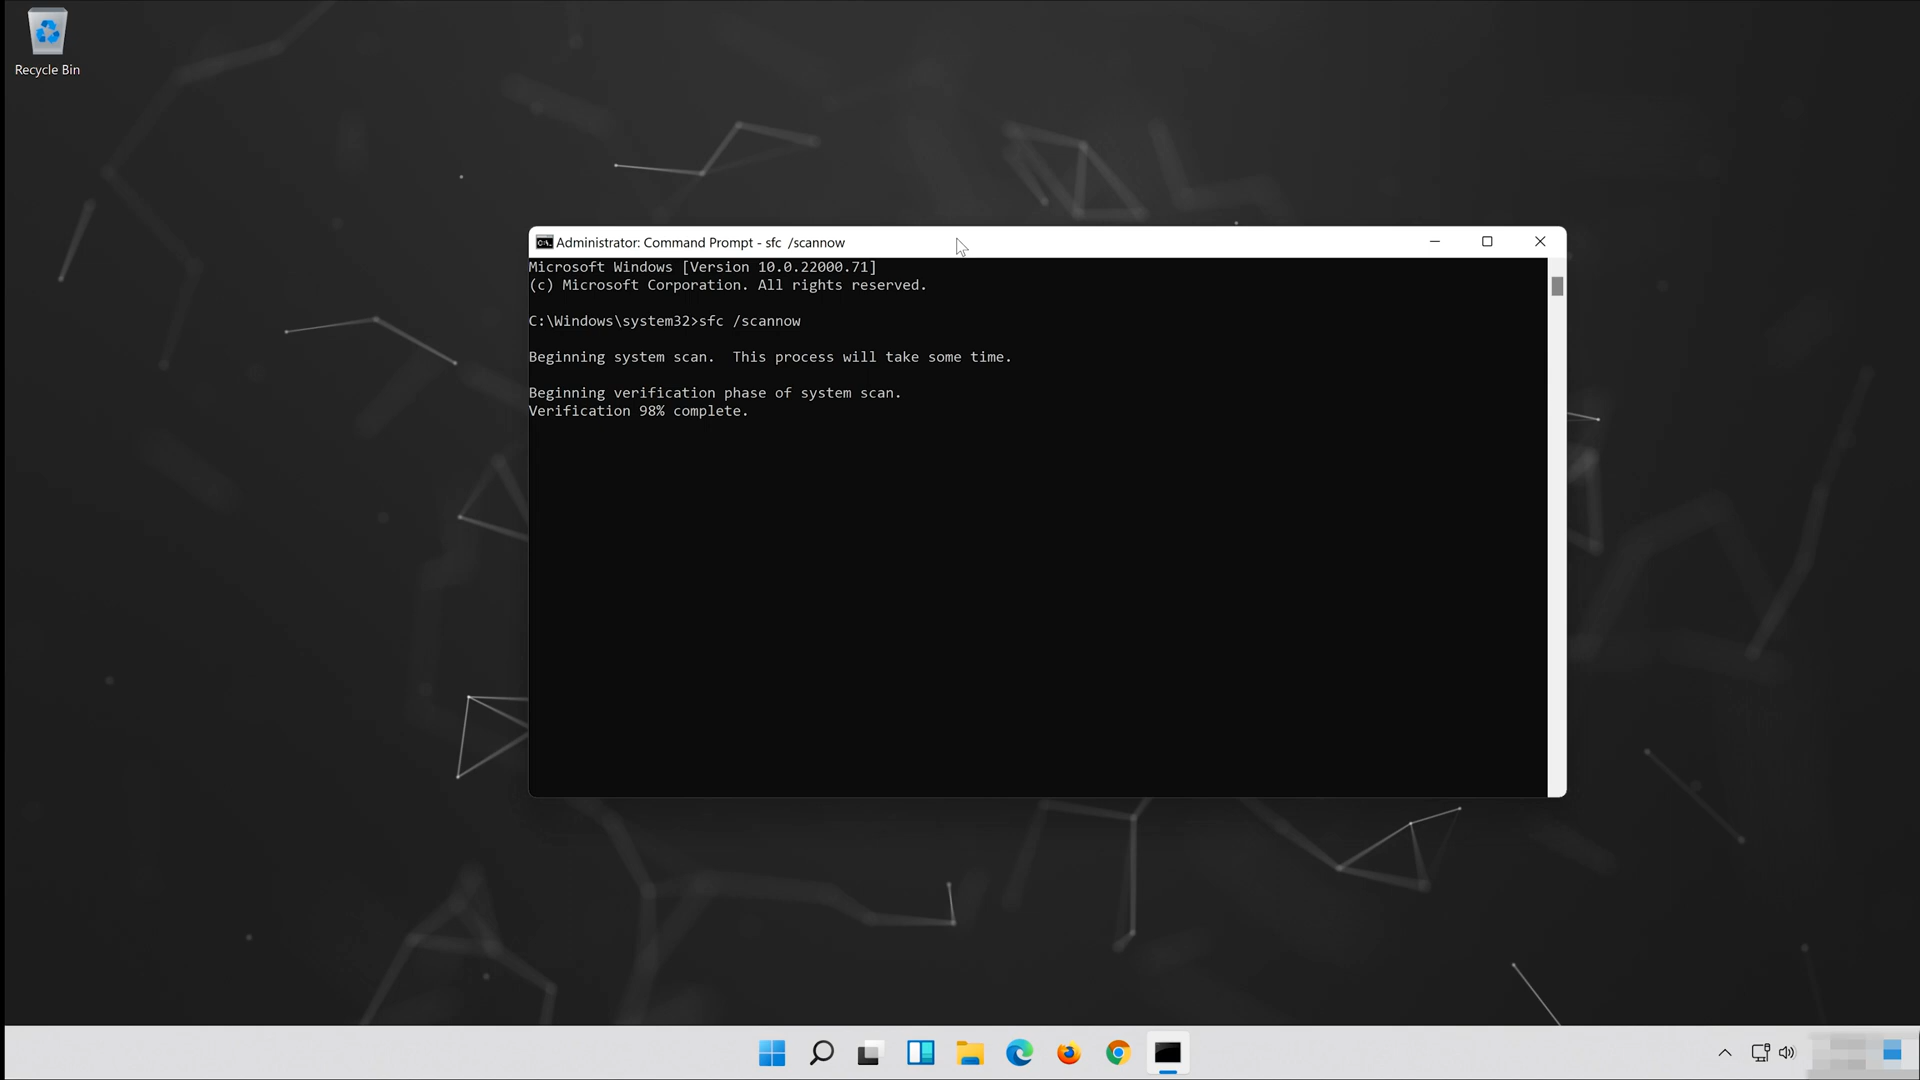 Recycle Bin
Administrator: Command Prompt - sfc  /scannow
Microsoft Windows [Version 10.0.22000.71]
(c) Microsoft Corporation. All rights reserved.
C:\Windows\system32>sfc /scannow
Beginning system scan.  This process will take some time.
Beginning verification phase of system scan.
Verification 98% complete.